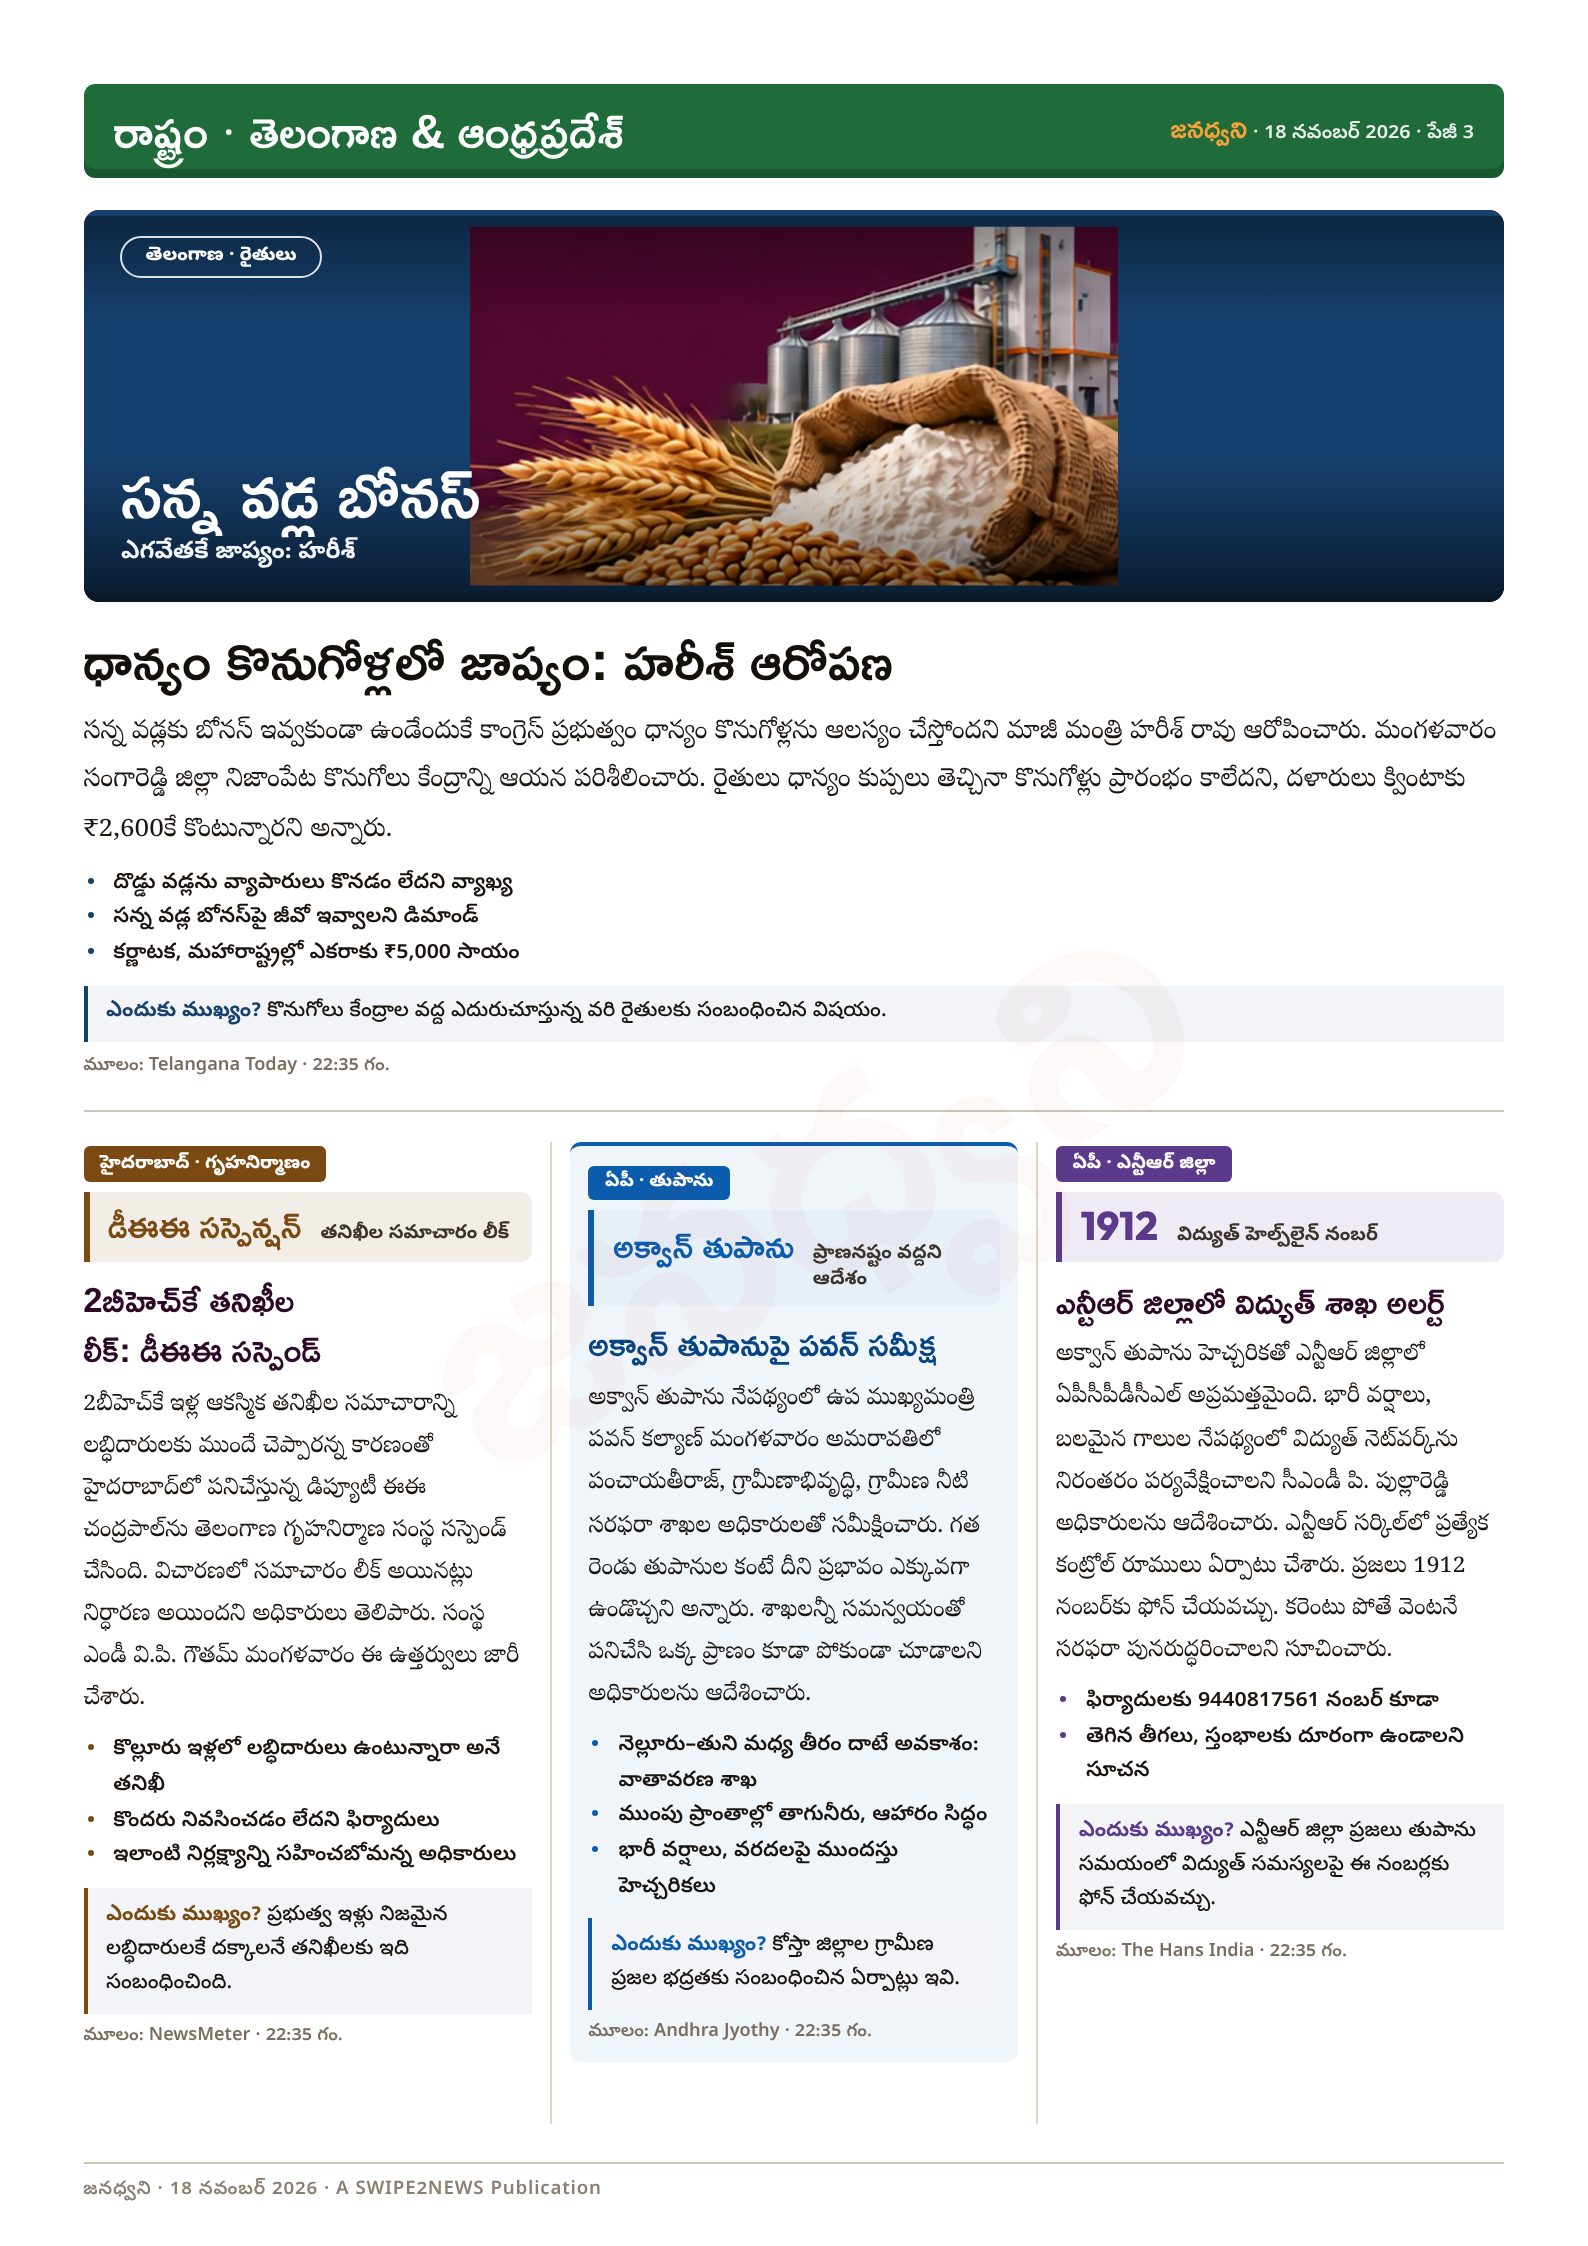 రాష్ట్రం · తెలంగాణ & ఆంధ్రప్రదేశ్
జనధ్వని · 18 నవంబర్ 2026 · పేజీ 3
తెలంగాణ · రైతులు
సన్న వడ్ల బోనస్
ఎగవేతకే జాప్యం: హరీశ్
ధాన్యం కొనుగోళ్లలో జాప్యం: హరీశ్ ఆరోపణ
సన్న వడ్లకు బోనస్ ఇవ్వకుండా ఉండేందుకే కాంగ్రెస్ ప్రభుత్వం ధాన్యం కొనుగోళ్లను ఆలస్యం చేస్తోందని మాజీ మంత్రి హరీశ్ రావు ఆరోపించారు. మంగళవారం
సంగారెడ్డి జిల్లా నిజాంపేట కొనుగోలు కేంద్రాన్ని ఆయన పరిశీలించారు. రైతులు ధాన్యం కుప్పలు తెచ్చినా కొనుగోళ్లు ప్రారంభం కాలేదని, దళారులు క్వింటాకు
₹2,600కే కొంటున్నారని అన్నారు.
• దొడ్డు వడ్లను వ్యాపారులు కొనడం లేదని వ్యాఖ్య
• సన్న వడ్ల బోనస్‌పై జీవో ఇవ్వాలని డిమాండ్
• కర్ణాటక, మహారాష్ట్రల్లో ఎకరాకు ₹5,000 సాయం
ఎందుకు ముఖ్యం? కొనుగోలు కేంద్రాల వద్ద ఎదురుచూస్తున్న వరి రైతులకు సంబంధించిన విషయం.
మూలం: Telangana Today · 22:35 గం.
హైదరాబాద్ · గృహనిర్మాణం
డీఈఈ సస్పెన్షన్ తనిఖీల సమాచారం లీక్
2బీహెచ్‌కే తనిఖీల
లీక్: డీఈఈ సస్పెండ్
2బీహెచ్‌కే ఇళ్ల ఆకస్మిక తనిఖీల సమాచారాన్ని
లబ్ధిదారులకు ముందే చెప్పారన్న కారణంతో
హైదరాబాద్‌లో పనిచేస్తున్న డిప్యూటీ ఈఈ
చంద్రపాల్‌ను తెలంగాణ గృహనిర్మాణ సంస్థ సస్పెండ్
చేసింది. విచారణలో సమాచారం లీక్ అయినట్లు
నిర్ధారణ అయిందని అధికారులు తెలిపారు. సంస్థ
ఎండీ వి.పి. గౌతమ్ మంగళవారం ఈ ఉత్తర్వులు జారీ
చేశారు.
• కొల్లూరు ఇళ్లలో లబ్ధిదారులు ఉంటున్నారా అనే
తనిఖీ
• కొందరు నివసించడం లేదని ఫిర్యాదులు
• ఇలాంటి నిర్లక్ష్యాన్ని సహించబోమన్న అధికారులు
ఎందుకు ముఖ్యం? ప్రభుత్వ ఇళ్లు నిజమైన
లబ్ధిదారులకే దక్కాలనే తనిఖీలకు ఇది
సంబంధించింది.
మూలం: NewsMeter · 22:35 గం.
ఏపీ · తుపాను
అక్వాన్ తుపాను ప్రాణనష్టం వద్దని
ఆదేశం
అక్వాన్ తుపానుపై పవన్ సమీక్ష
అక్వాన్ తుపాను నేపథ్యంలో ఉప ముఖ్యమంత్రి
పవన్ కల్యాణ్ మంగళవారం అమరావతిలో
పంచాయతీరాజ్, గ్రామీణాభివృద్ధి, గ్రామీణ నీటి
సరఫరా శాఖల అధికారులతో సమీక్షించారు. గత
రెండు తుపానుల కంటే దీని ప్రభావం ఎక్కువగా
ఉండొచ్చని అన్నారు. శాఖలన్నీ సమన్వయంతో
పనిచేసి ఒక్క ప్రాణం కూడా పోకుండా చూడాలని
అధికారులను ఆదేశించారు.
• నెల్లూరు–తుని మధ్య తీరం దాటే అవకాశం:
వాతావరణ శాఖ
• ముంపు ప్రాంతాల్లో తాగునీరు, ఆహారం సిద్ధం
• భారీ వర్షాలు, వరదలపై ముందస్తు
హెచ్చరికలు
ఎందుకు ముఖ్యం? కోస్తా జిల్లాల గ్రామీణ
ప్రజల భద్రతకు సంబంధించిన ఏర్పాట్లు ఇవి.
మూలం: Andhra Jyothy · 22:35 గం.
ఏపీ · ఎన్టీఆర్ జిల్లా
1912 విద్యుత్ హెల్ప్‌లైన్ నంబర్
ఎన్టీఆర్ జిల్లాలో విద్యుత్ శాఖ అలర్ట్
అక్వాన్ తుపాను హెచ్చరికతో ఎన్టీఆర్ జిల్లాలో
ఏపీసీపీడీసీఎల్ అప్రమత్తమైంది. భారీ వర్షాలు,
బలమైన గాలుల నేపథ్యంలో విద్యుత్ నెట్‌వర్క్‌ను
నిరంతరం పర్యవేక్షించాలని సీఎండీ పి. పుల్లారెడ్డి
అధికారులను ఆదేశించారు. ఎన్టీఆర్ సర్కిల్‌లో ప్రత్యేక
కంట్రోల్ రూములు ఏర్పాటు చేశారు. ప్రజలు 1912
నంబర్‌కు ఫోన్ చేయవచ్చు. కరెంటు పోతే వెంటనే
సరఫరా పునరుద్ధరించాలని సూచించారు.
• ఫిర్యాదులకు 9440817561 నంబర్ కూడా
• తెగిన తీగలు, స్తంభాలకు దూరంగా ఉండాలని
సూచన
ఎందుకు ముఖ్యం? ఎన్టీఆర్ జిల్లా ప్రజలు తుపాను
సమయంలో విద్యుత్ సమస్యలపై ఈ నంబర్లకు
ఫోన్ చేయవచ్చు.
మూలం: The Hans India · 22:35 గం.
జనధ్వని
జనధ్వని · 18 నవంబర్ 2026 · A SWIPE2NEWS Publication